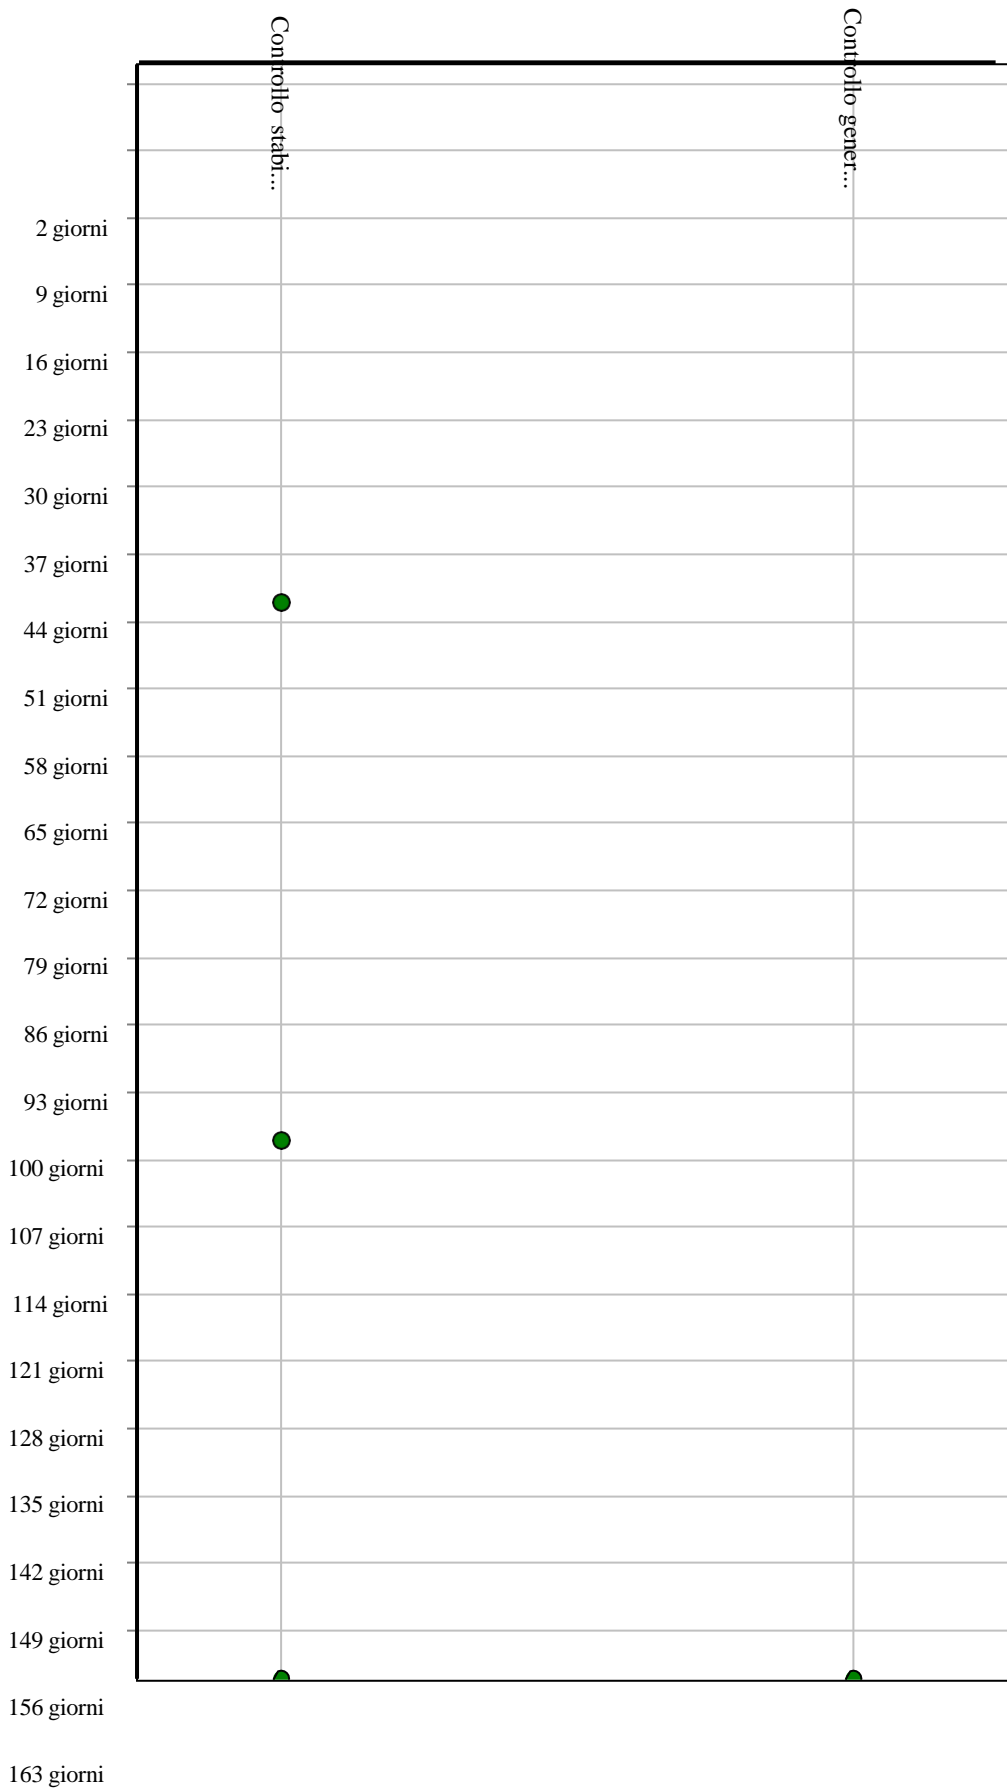 Controllo stabi...
Controllo gener...
2 giorni
9 giorni
16 giorni
23 giorni
30 giorni
37 giorni
44 giorni
51 giorni
58 giorni
65 giorni
72 giorni
79 giorni
86 giorni
93 giorni
100 giorni
107 giorni
114 giorni
121 giorni
128 giorni
135 giorni
142 giorni
149 giorni
156 giorni
163 giorni